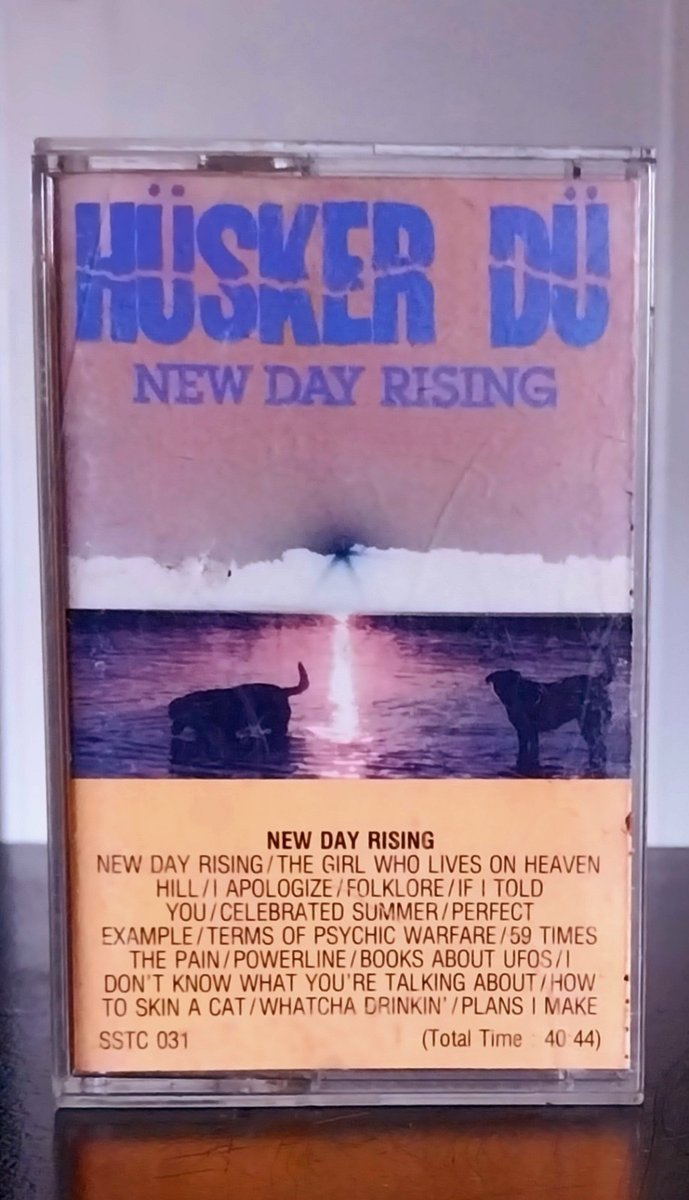 HÜSKER DÜ
NEW DAY RISING
NEW DAY RISING
NEW DAY RISING/THE GIRL WHO LIVES ON HEAVEN
HILL/I APOLOGIZE/FOLKLORE/IF I TOLD
YOU/CELEBRATED SUMMER/PERFECT
EXAMPLE/TERMS OF PSYCHIC WARFARE/59 TIMES
THE PAIN/POWERLINE/BOOKS ABOUT UFOS/I
DON'T KNOW WHAT YOU'RE TALKING ABOUT/HOW
TO SKIN A CAT/WHATCHA DRINKIN'/PLANS I MAKE
SSTC 031 (Total Time : 40:44)